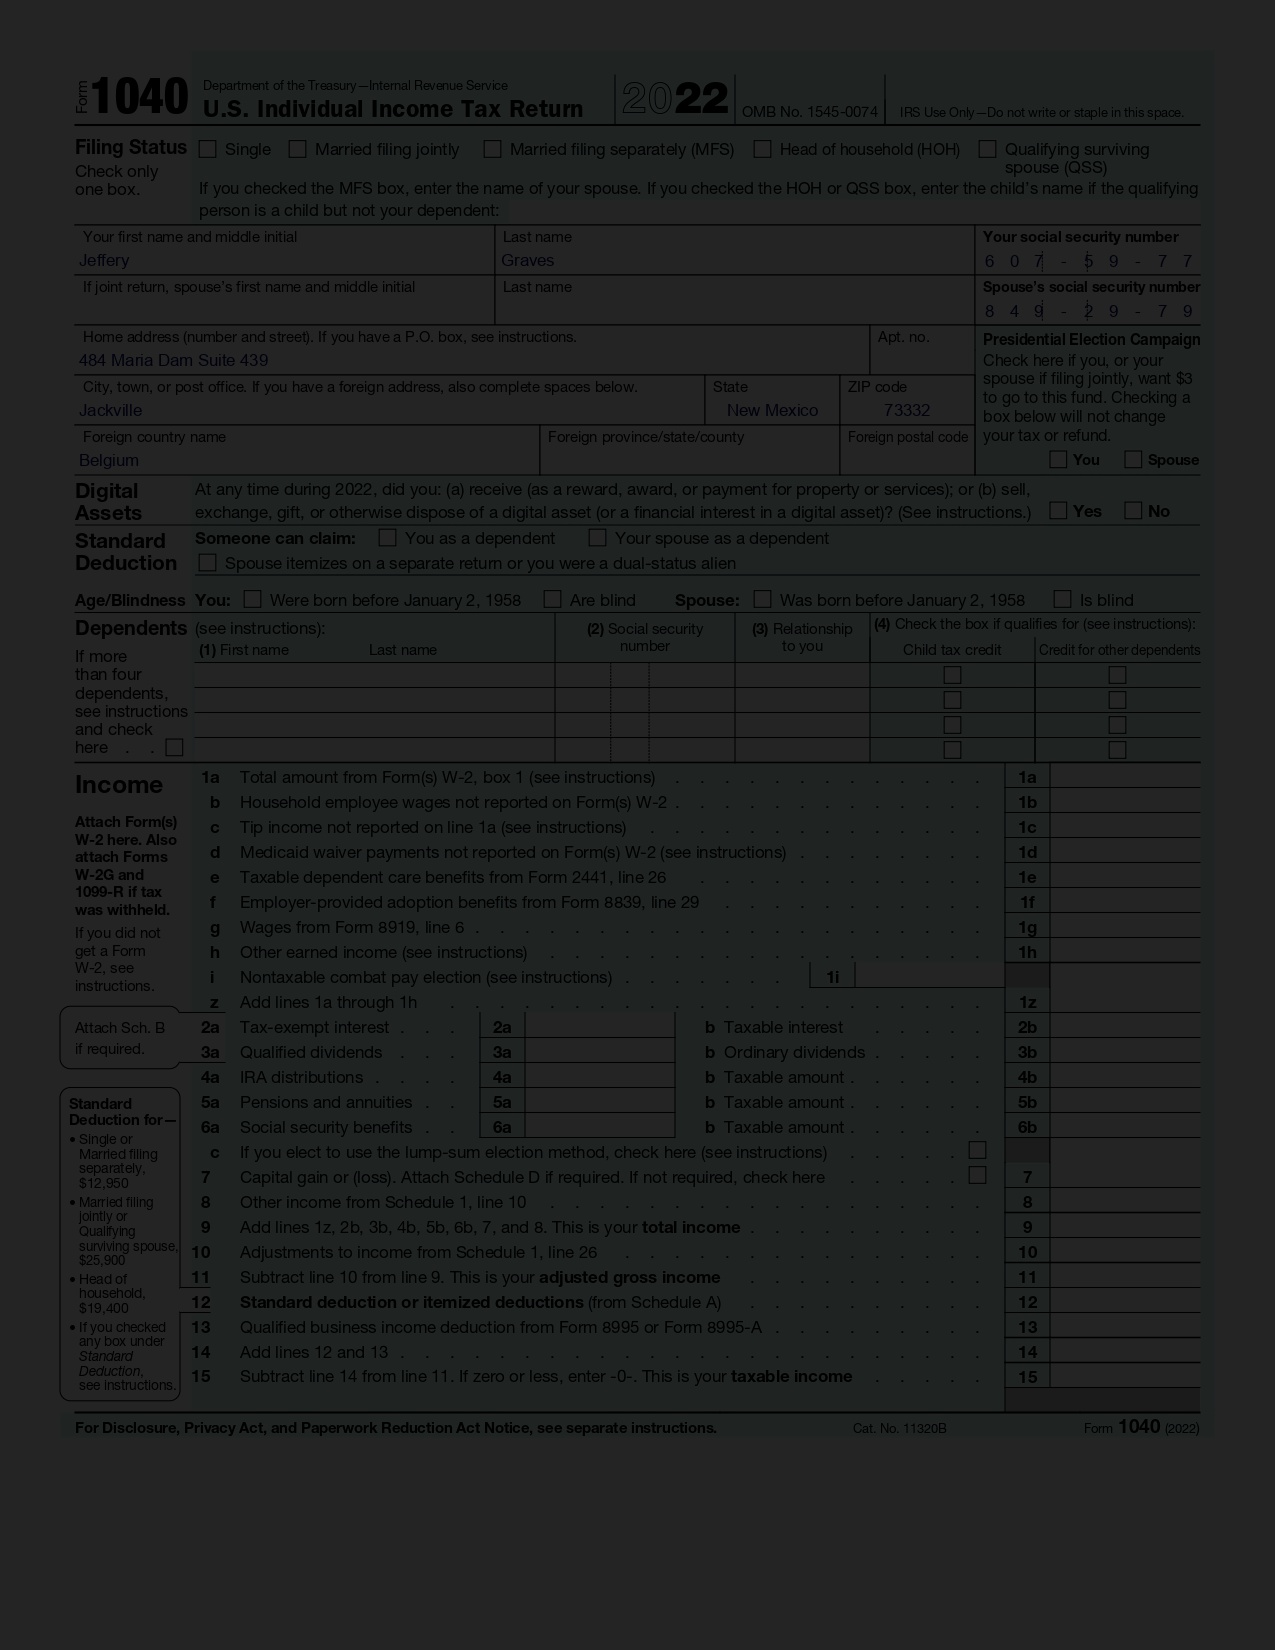 Form 1040 Department of the Treasury—Internal Revenue Service
U.S. Individual Income Tax Return 2022 OMB No. 1545-0074 IRS Use Only—Do not write or staple in this space.
Filing Status Single Married filing jointly Married filing separately (MFS) Head of household (HOH) Qualifying surviving spouse (QSS)
Check only one box.
If you checked the MFS box, enter the name of your spouse. If you checked the HOH or QSS box, enter the child's name if the qualifying
person is a child but not your dependent:
Your first name and middle initial Last name Your social security number
Jeffery Graves 607-59-77
If joint return, spouse's first name and middle initial Last name Spouse's social security number
849-29-79
Home address (number and street). If you have a P.O. box, see instructions. Apt. no.
484 Maria Dam Suite 439
City, town, or post office. If you have a foreign address, also complete spaces below. State ZIP code
Jackville New Mexico 73332
Foreign country name Foreign province/state/county Foreign postal code
Belgium
Presidential Election Campaign
Check here if you, or your
spouse if filing jointly, want $3
to go to this fund. Checking a
box below will not change
your tax or refund.
You Spouse
Digital Assets
At any time during 2022, did you: (a) receive (as a reward, award, or payment for property or services); or (b) sell,
exchange, gift, or otherwise dispose of a digital asset (or a financial interest in a digital asset)? (See instructions.) Yes No
Standard Deduction
Someone can claim: You as a dependent Your spouse as a dependent
Spouse itemizes on a separate return or you were a dual-status alien
Age/Blindness You: Were born before January 2, 1958 Are blind Spouse: Was born before January 2, 1958 Is blind
Dependents (see instructions):
(1) First name Last name (2) Social security number (3) Relationship to you (4) Check the box if qualifies for (see instructions):
Child tax credit Credit for other dependents
If more
than four
dependents,
see instructions
and check
here . .
Income
Attach Form(s)
W-2 here. Also
attach Forms
W-2G and
1099-R if tax
was withheld.
If you did not
get a Form
W-2, see
instructions.
1a Total amount from Form(s) W-2, box 1 (see instructions) 1a
b Household employee wages not reported on Form(s) W-2 1b
c Tip income not reported on line 1a (see instructions) 1c
d Medicaid waiver payments not reported on Form(s) W-2 (see instructions) 1d
e Taxable dependent care benefits from Form 2441, line 26 1e
f Employer-provided adoption benefits from Form 8839, line 29 1f
g Wages from Form 8919, line 6 1g
h Other earned income (see instructions) 1h
i Nontaxable combat pay election (see instructions) 1i
z Add lines 1a through 1h 1z
Attach Sch. B
if required.
2a Tax-exempt interest 2a b Taxable interest 2b
3a Qualified dividends 3a b Ordinary dividends 3b
4a IRA distributions 4a b Taxable amount 4b
5a Pensions and annuities 5a b Taxable amount 5b
6a Social security benefits 6a b Taxable amount 6b
c If you elect to use the lump-sum election method, check here (see instructions)
7 Capital gain or (loss). Attach Schedule D if required. If not required, check here 7
8 Other income from Schedule 1, line 10 8
9 Add lines 1z, 2b, 3b, 4b, 5b, 6b, 7, and 8. This is your total income 9
10 Adjustments to income from Schedule 1, line 26 10
11 Subtract line 10 from line 9. This is your adjusted gross income 11
12 Standard deduction or itemized deductions (from Schedule A) 12
13 Qualified business income deduction from Form 8995 or Form 8995-A 13
14 Add lines 12 and 13 14
15 Subtract line 14 from line 11. If zero or less, enter -0-. This is your taxable income 15
Standard
Deduction for—
• Single or
Married filing
separately,
$12,950
• Married filing
jointly or
Qualifying
surviving spouse,
$25,900
• Head of
household,
$19,400
• If you checked
any box under
Standard
Deduction,
see instructions.
For Disclosure, Privacy Act, and Paperwork Reduction Act Notice, see separate instructions. Cat. No. 11320B Form 1040 (2022)